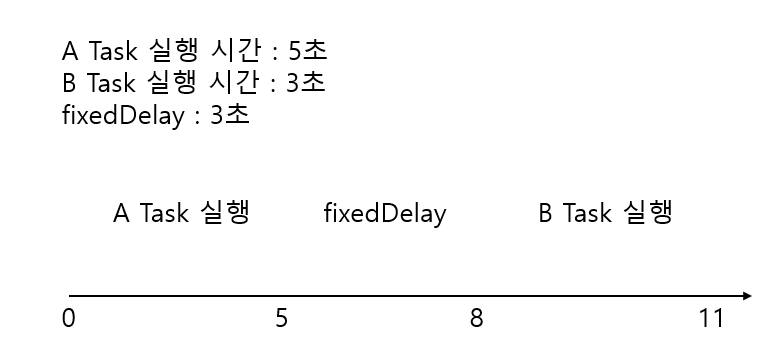 A Task 실행 시간 : 5초
B Task 실행 시간 : 3초
fixedDelay : 3초
A Task 실행 fixedDelay B Task 실행
0 5 8 11